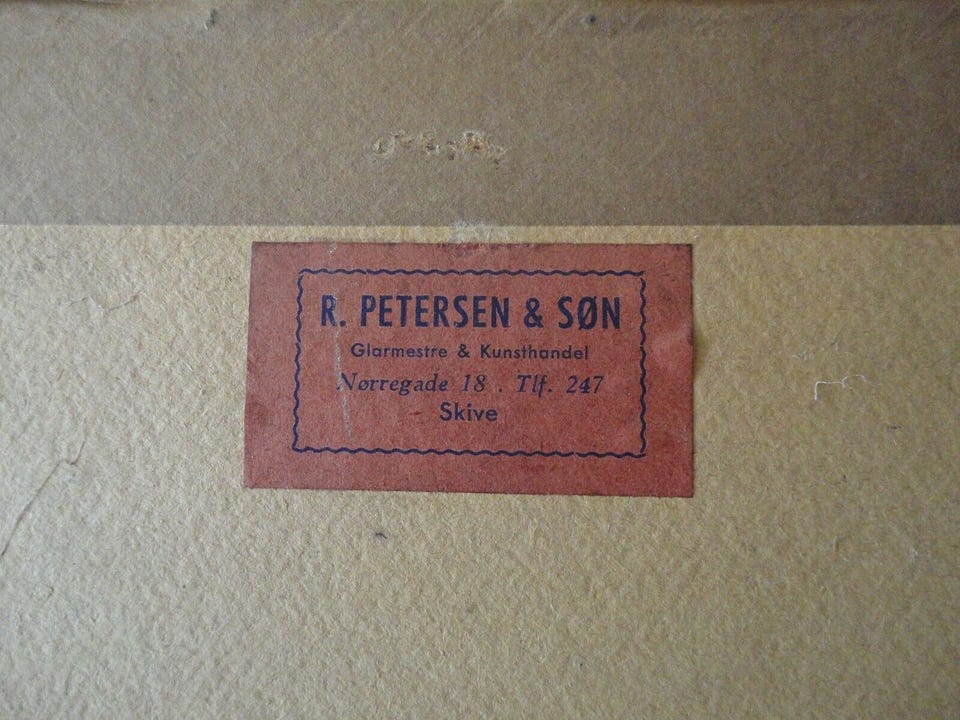 R. PETERSEN & SØN
Glarmestre & Kunsthandel
Nørregade 18 . Tlf. 247
Skive